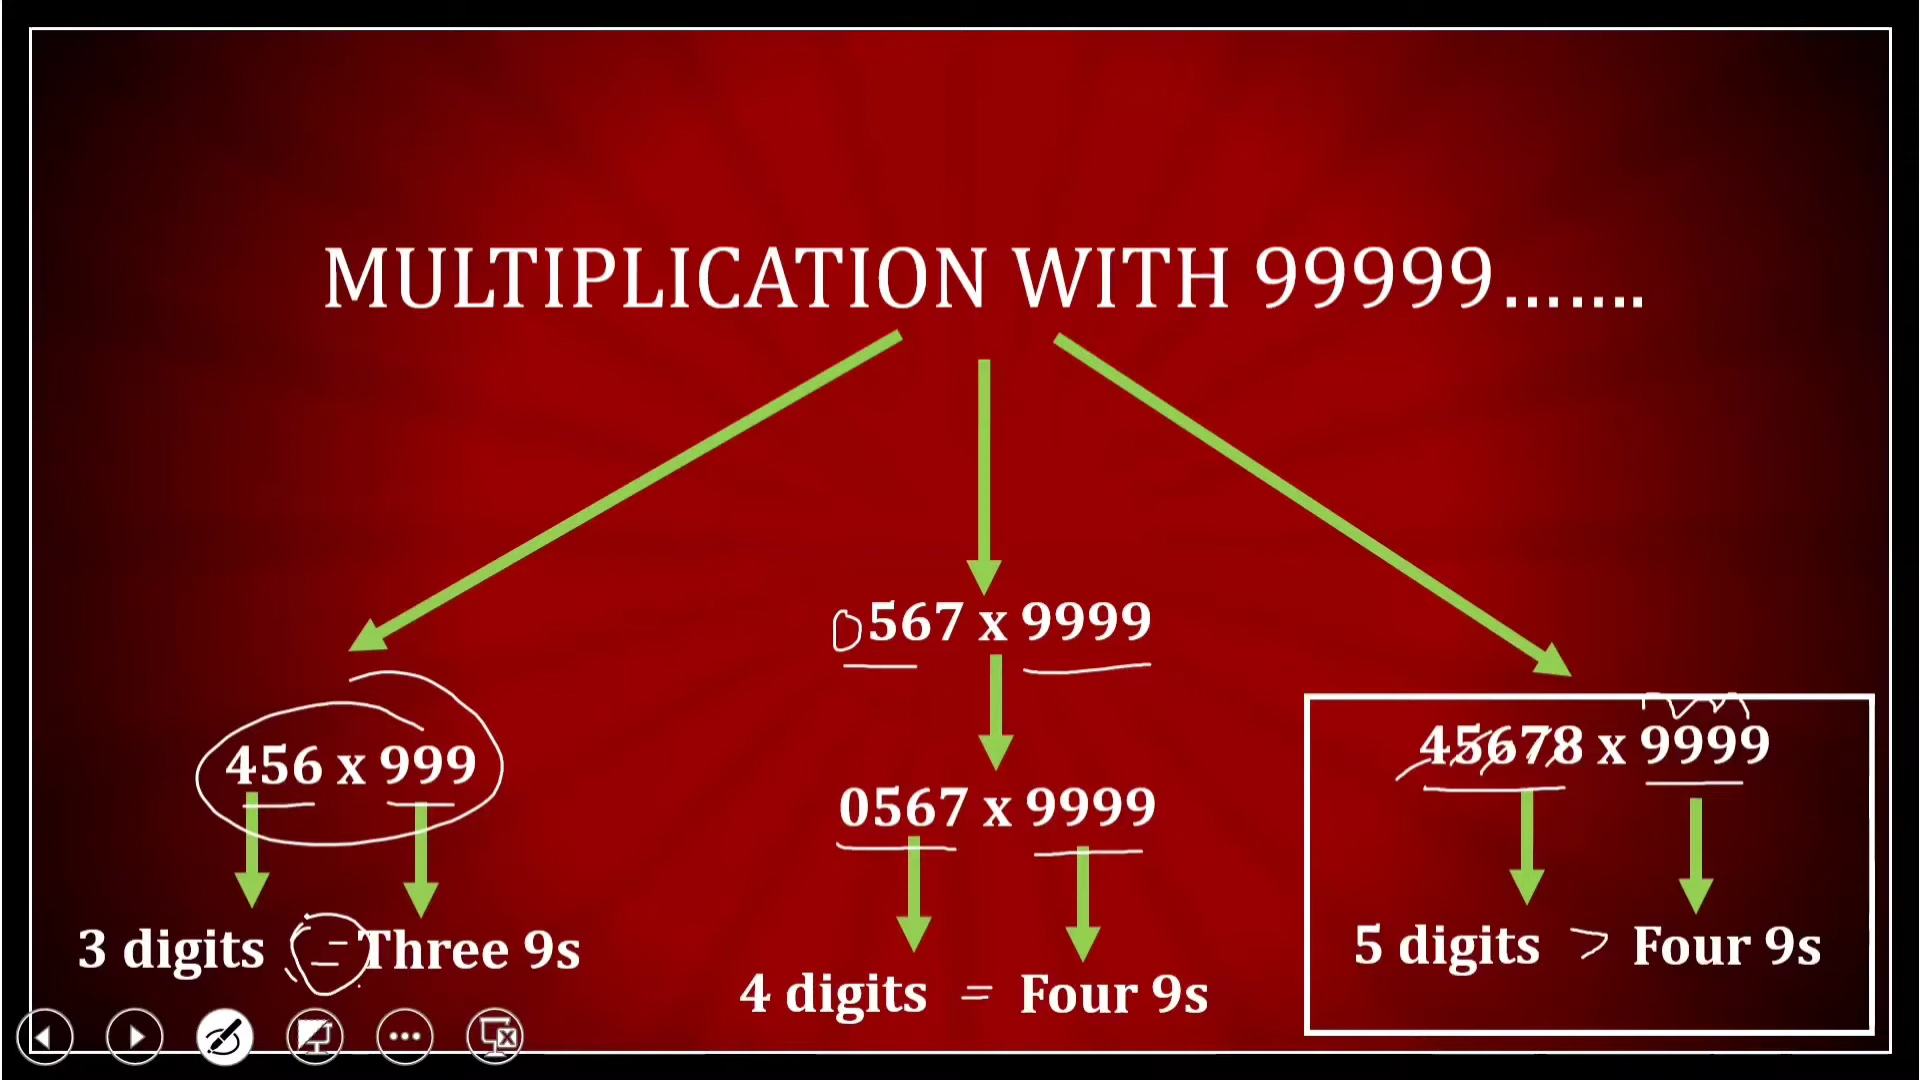 MULTIPLICATION WITH 99999.......
456 x 999
3 digits = Three 9s
0567 x 9999
0567 x 9999
4 digits = Four 9s
45678 x 9999
5 digits > Four 9s